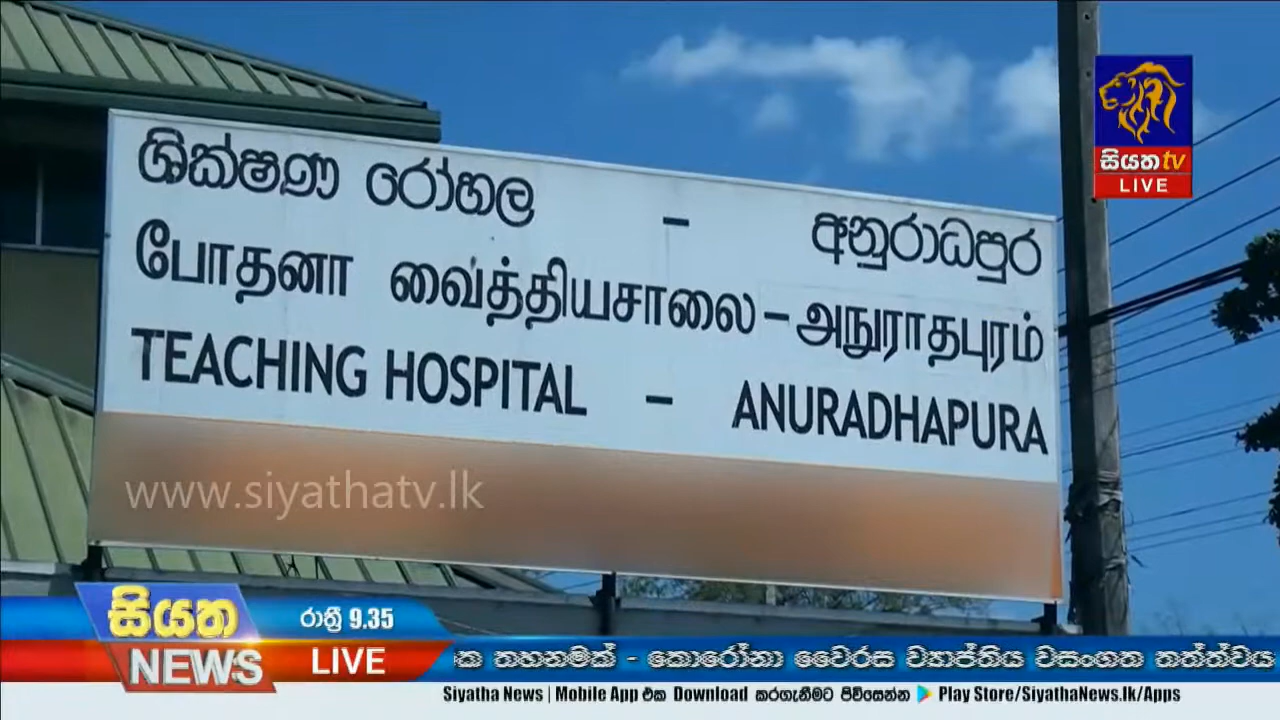 ශික්ෂණ රෝහල - අනුරාධපුර
போதனா வைத்தியசாலை - அநுராதபுரம்
TEACHING HOSPITAL - ANURADHAPURA
සියත tv
LIVE
www.siyathatv.lk
සියත
NEWS
රාත්‍රී 9.35
LIVE
තහනමක් - කොරෝනා වෛරස ව්‍යාප්තිය වසංගත තත්ත්වය
Siyatha News | Mobile App එක Download කරගැනීමට පිවිසෙන්න Play Store/SiyathaNews.lk/Apps